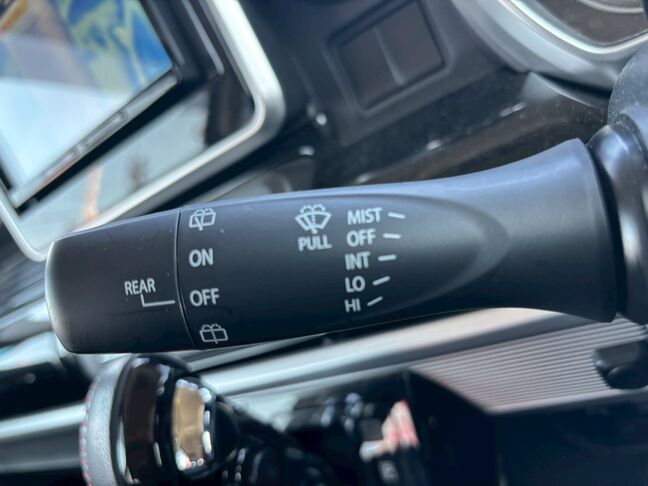 REAR
ON
OFF
PULL
MIST
OFF
INT
LO
HI